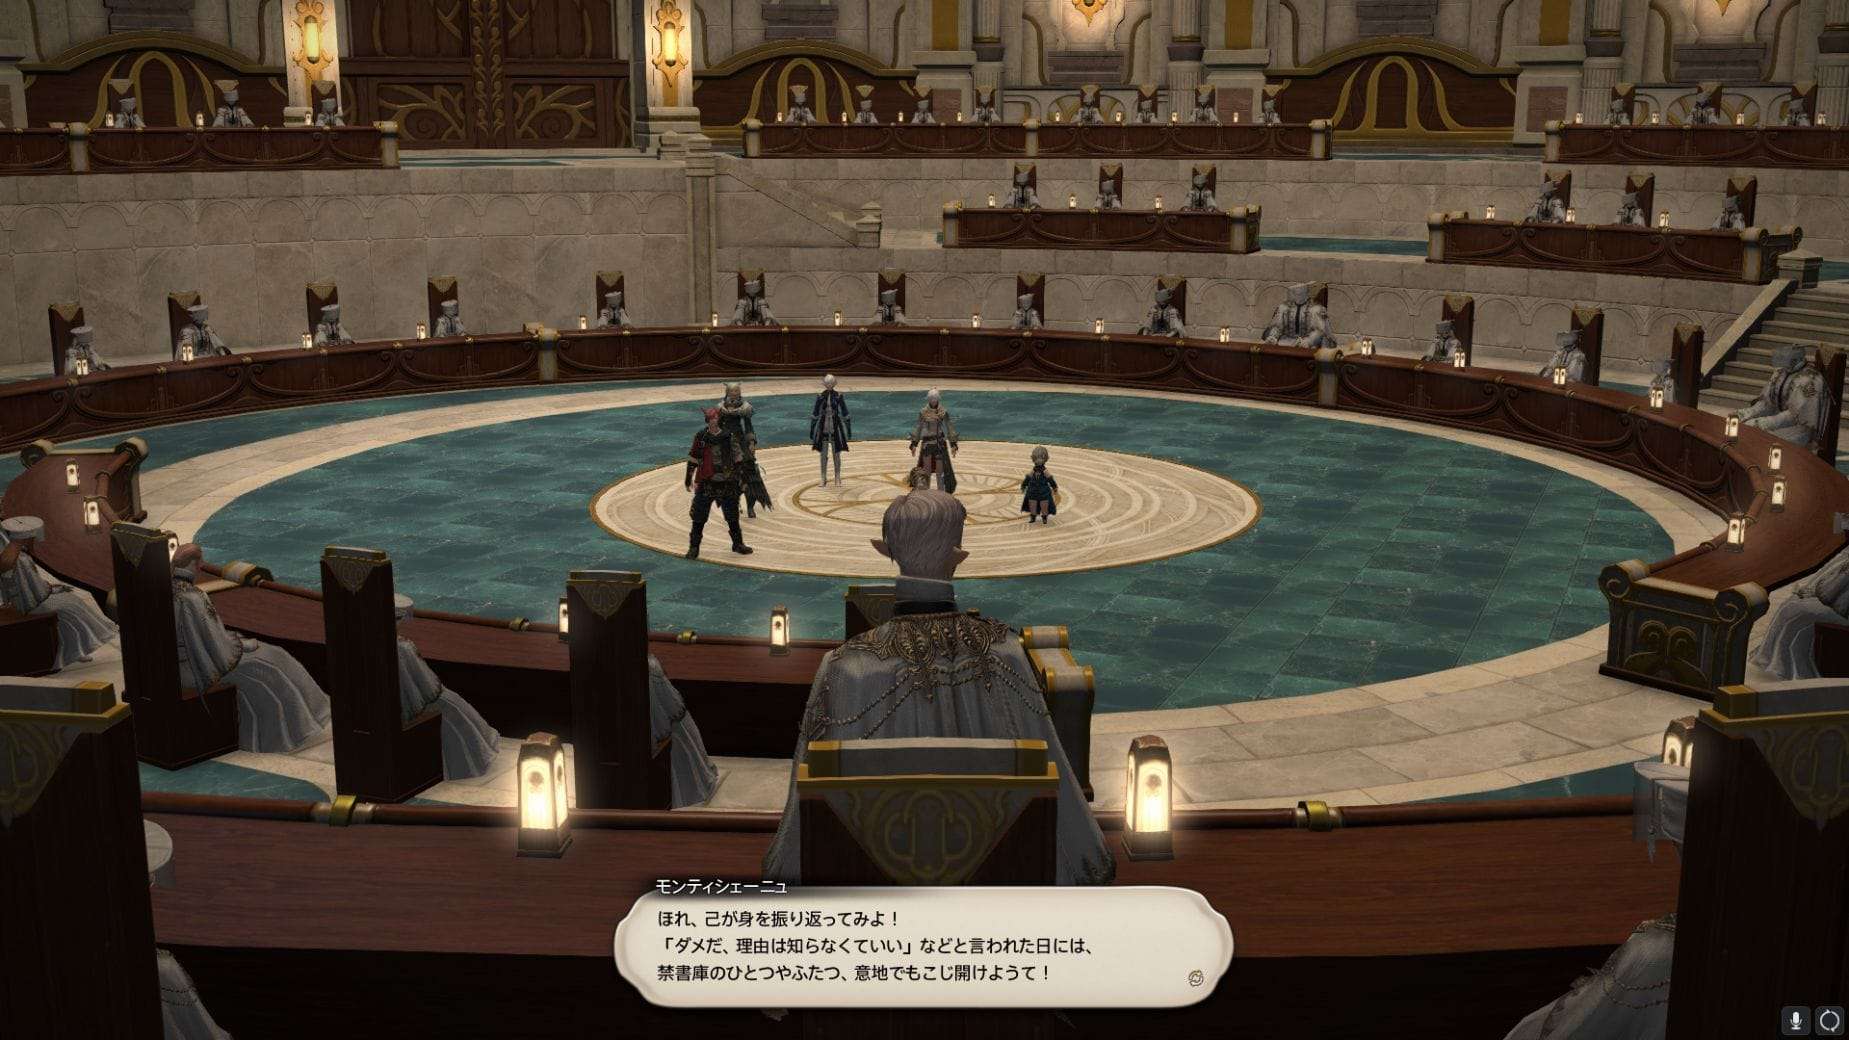 モンティシェーニュ
ほれ、己が身を振り返ってみよ！
「ダメだ、理由は知らなくていい」などと言われた日には、
禁書庫のひとつやふたつ、意地でもこじ開けようて！